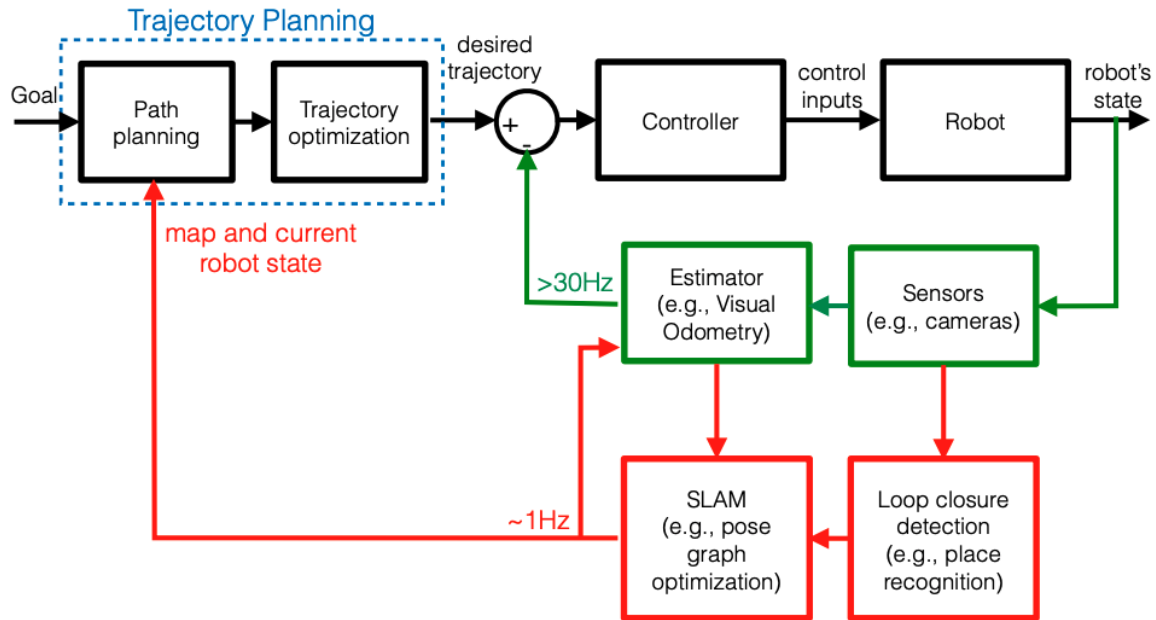 Trajectory Planning
Goal
Path
planning
Trajectory
optimization
desired
trajectory
+
-
Controller
control
inputs
Robot
robot's
state
map and current
robot state
>30Hz
Estimator
(e.g., Visual
Odometry)
Sensors
(e.g., cameras)
~1Hz
SLAM
(e.g., pose
graph
optimization)
Loop closure
detection
(e.g., place
recognition)